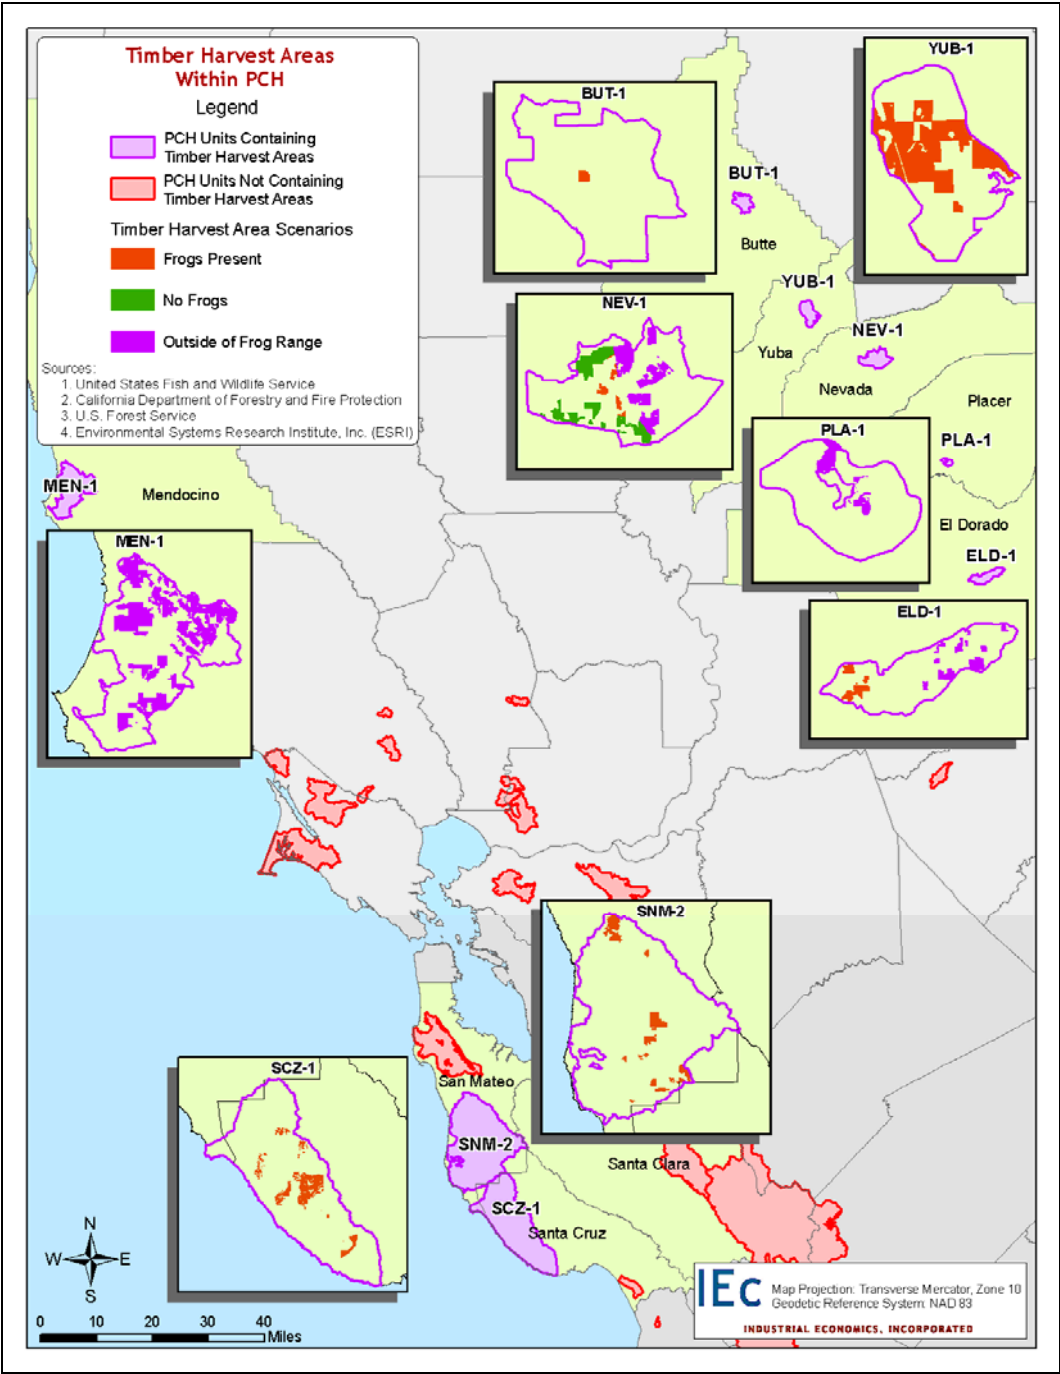 Timber Harvest Areas
Within PCH
Legend
PCH Units Containing
Timber Harvest Areas
PCH Units Not Containing
Timber Harvest Areas
Timber Harvest Area Scenarios
Frogs Present
No Frogs
Outside of Frog Range
Sources:
1. United States Fish and Wildlife Service
2. California Department of Forestry and Fire Protection
3. U.S. Forest Service
4. Environmental Systems Research Institute, Inc. (ESRI)
BUT-1
YUB-1
BUT-1
Butte
YUB-1
NEV-1
NEV-1
Yuba
Nevada
Placer
PLA-1
PLA-1
MEN-1
Mendocino
El Dorado
MEN-1
ELD-1
ELD-1
SNM-2
SCZ-1
San Mateo
SNM-2
Santa Clara
SCZ-1
Santa Cruz
N
W
E
S
0 10 20 30 40
Miles
IEc
Map Projection: Transverse Mercator, Zone 10
Geodetic Reference System: NAD 83
INDUSTRIAL ECONOMICS, INCORPORATED